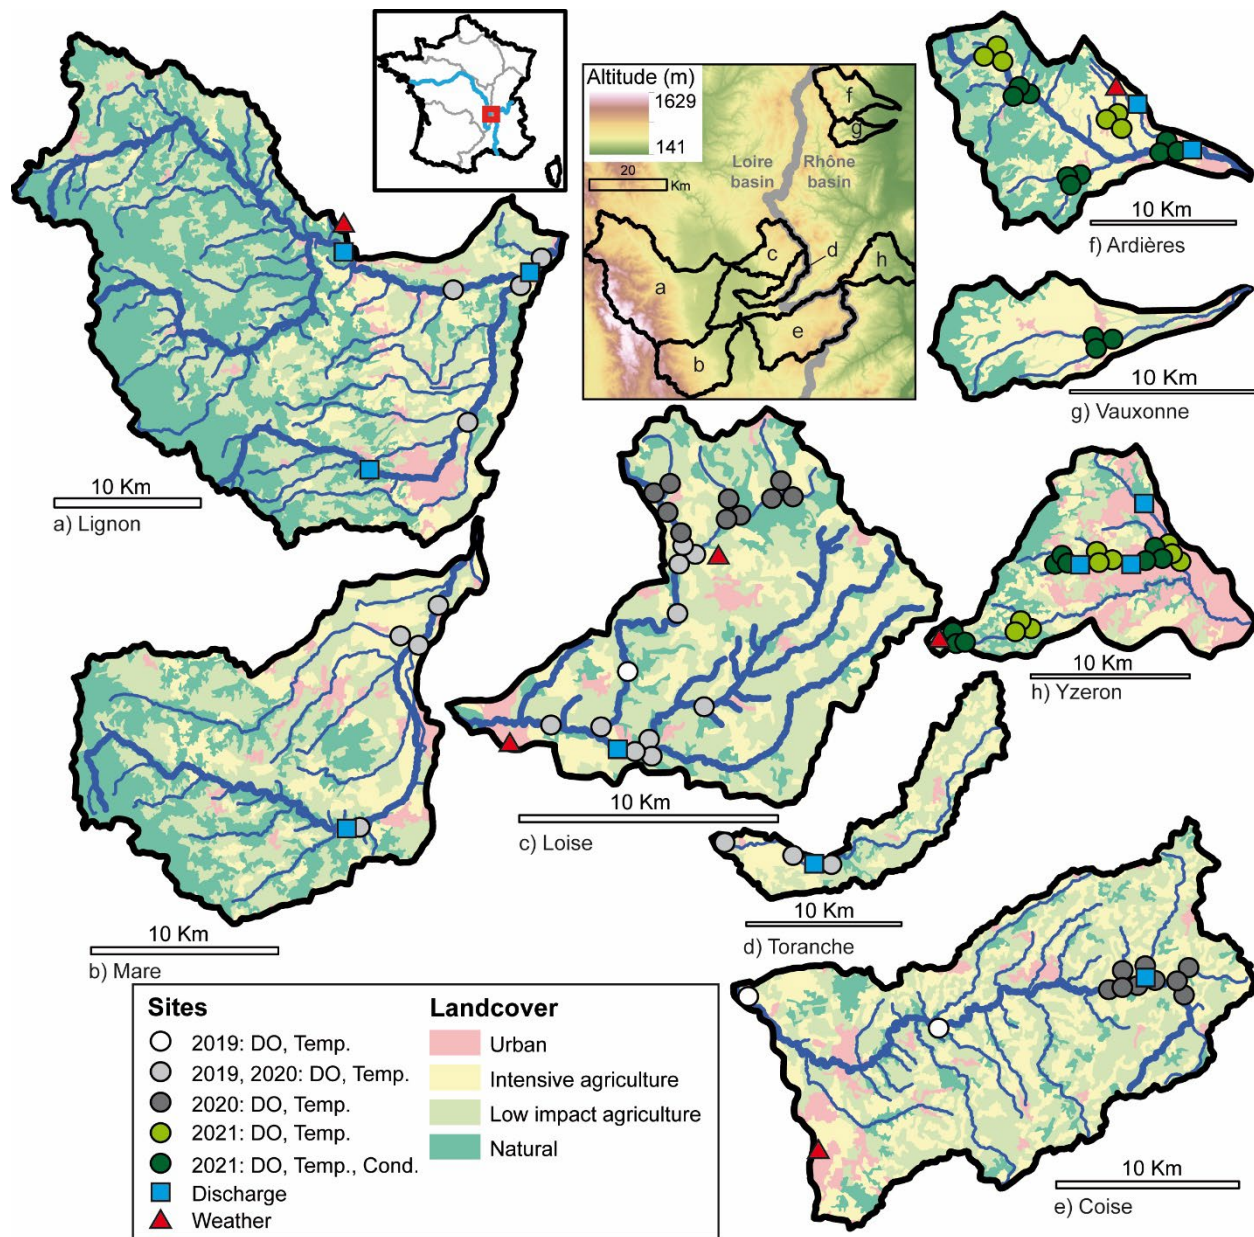 Altitude (m)
1629
141
20
Km
Loire
basin
Rhône
basin
a
b
c
d
e
f
g
h
10 Km
a) Lignon
10 Km
b) Mare
10 Km
c) Loise
10 Km
d) Toranche
10 Km
e) Coise
10 Km
f) Ardières
10 Km
g) Vauxonne
10 Km
h) Yzeron
Sites
2019: DO, Temp.
2019, 2020: DO, Temp.
2020: DO, Temp.
2021: DO, Temp.
2021: DO, Temp., Cond.
Discharge
Weather
Landcover
Urban
Intensive agriculture
Low impact agriculture
Natural